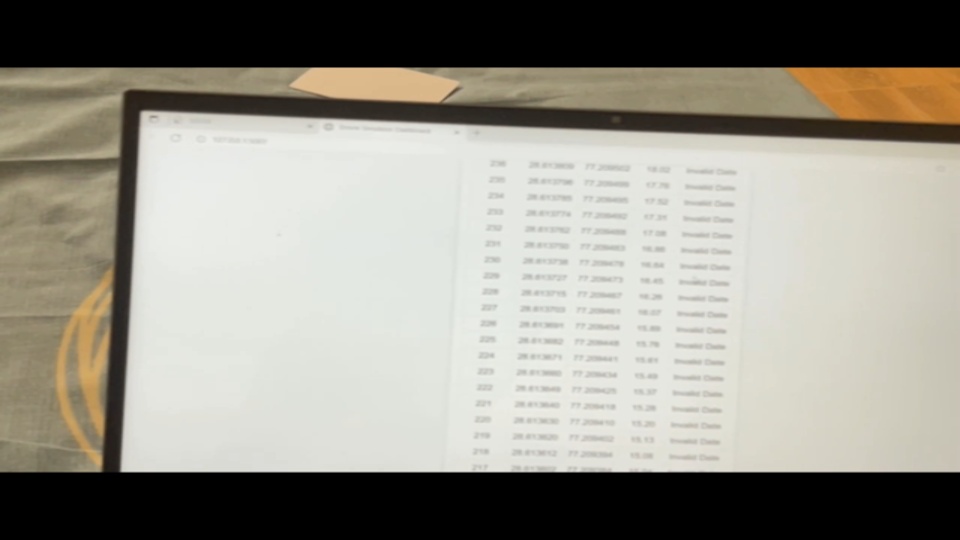 236 28.613809 77.209502 18.02 Invalid Date
235 28.613798 77.209498 17.76 Invalid Date
234 28.613786 77.209495 17.52 Invalid Date
233 28.613774 77.209492 17.31 Invalid Date
232 28.613762 77.209488 17.08 Invalid Date
231 28.613750 77.209483 16.86 Invalid Date
230 28.613738 77.209478 16.64 Invalid Date
229 28.613727 77.209473 16.45 Invalid Date
228 28.613715 77.209467 16.26 Invalid Date
227 28.613703 77.209461 16.07 Invalid Date
226 28.613691 77.209454 15.89 Invalid Date
225 28.613682 77.209448 15.76 Invalid Date
224 28.613671 77.209441 15.61 Invalid Date
223 28.613660 77.209434 15.49 Invalid Date
222 28.613649 77.209425 15.37 Invalid Date
221 28.613640 77.209418 15.28 Invalid Date
220 28.613630 77.209410 15.20 Invalid Date
219 28.613620 77.209402 15.13 Invalid Date
218 28.613612 77.209394 15.09 Invalid Date
217 Invalid Date